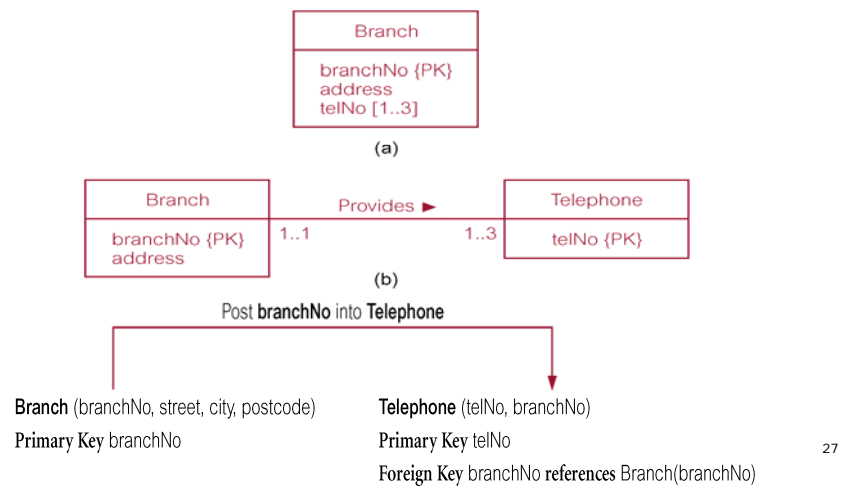 Branch
branchNo {PK}
address
telNo [1..3]
(a)
Branch
branchNo {PK}
address
Provides ►
1..1
1..3
Telephone
telNo {PK}
(b)
Post branchNo into Telephone
Branch (branchNo, street, city, postcode)
Primary Key branchNo
Telephone (telNo, branchNo)
Primary Key telNo
Foreign Key branchNo references Branch(branchNo)
27